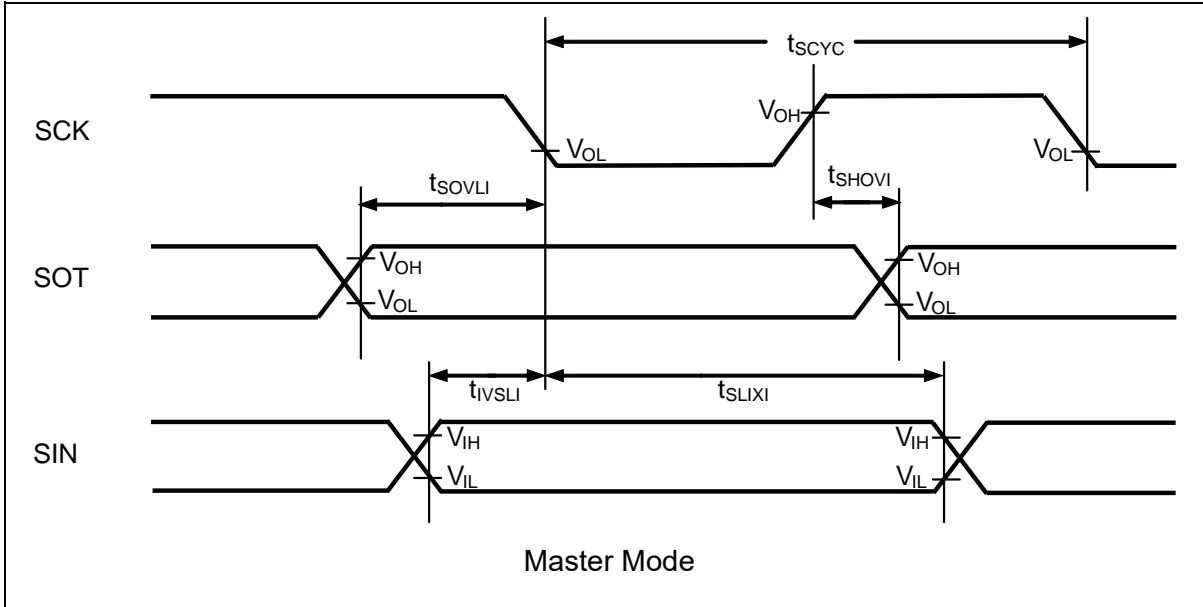 tSCYC
SCK
VOH
VOL
VOL
tSOVLI
tSHOVI
SOT
VOH
VOH
VOL
VOL
tIVSLI
tSLIXI
SIN
VIH
VIH
VIL
VIL
Master Mode